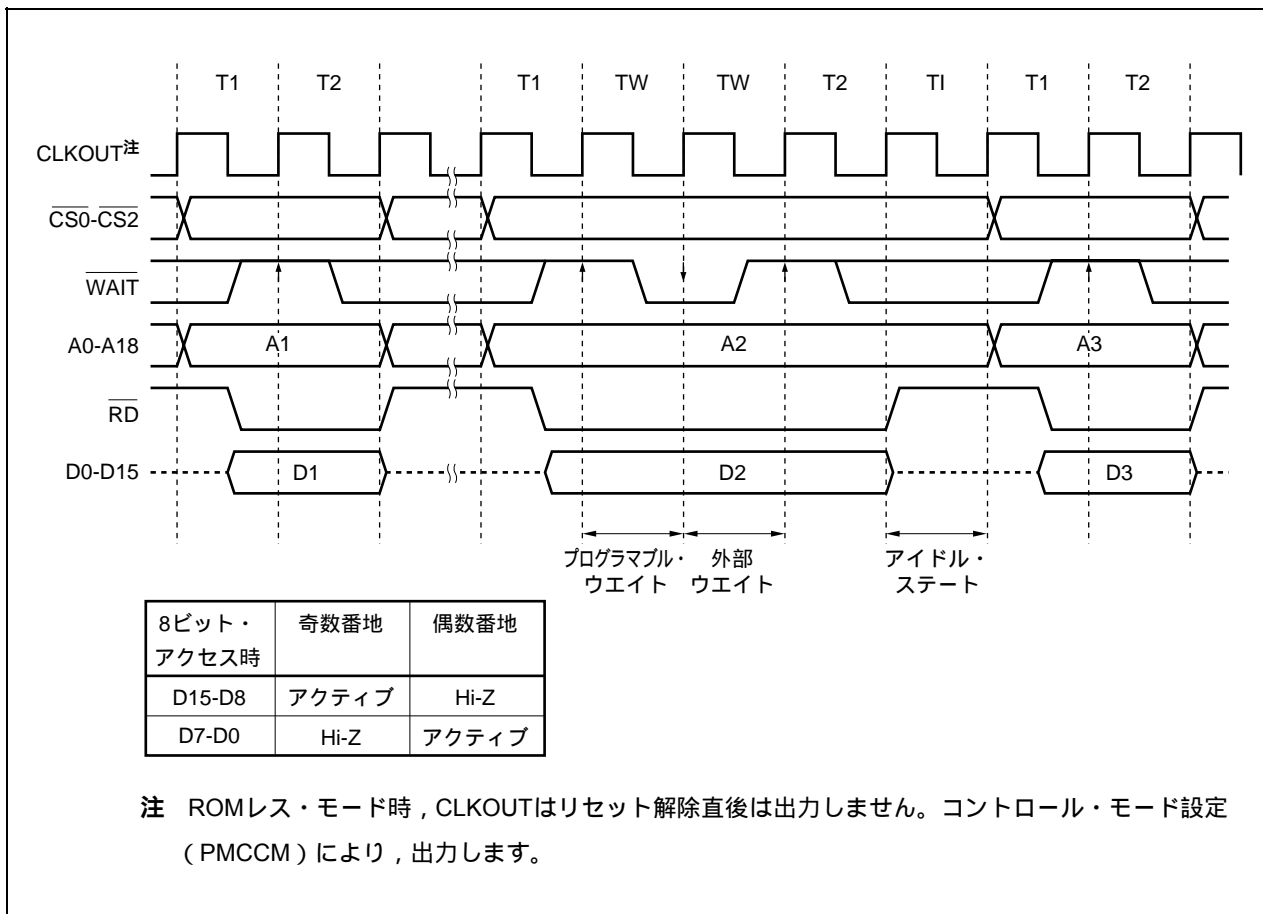 T1 T2 T1 TW TW T2 TI T1 T2
CLKOUT注
CS0-CS2
WAIT
A0-A18 A1 A2 A3
RD
D0-D15 D1 D2 D3
プログラマブル・ 外部 アイドル・
ウエイト ウエイト ステート
8ビット・ 奇数番地 偶数番地
アクセス時
D15-D8 アクティブ Hi-Z
D7-D0 Hi-Z アクティブ
注 ROMレス・モード時，CLKOUTはリセット解除直後は出力しません。コントロール・モード設定
（PMCCM）により，出力します。